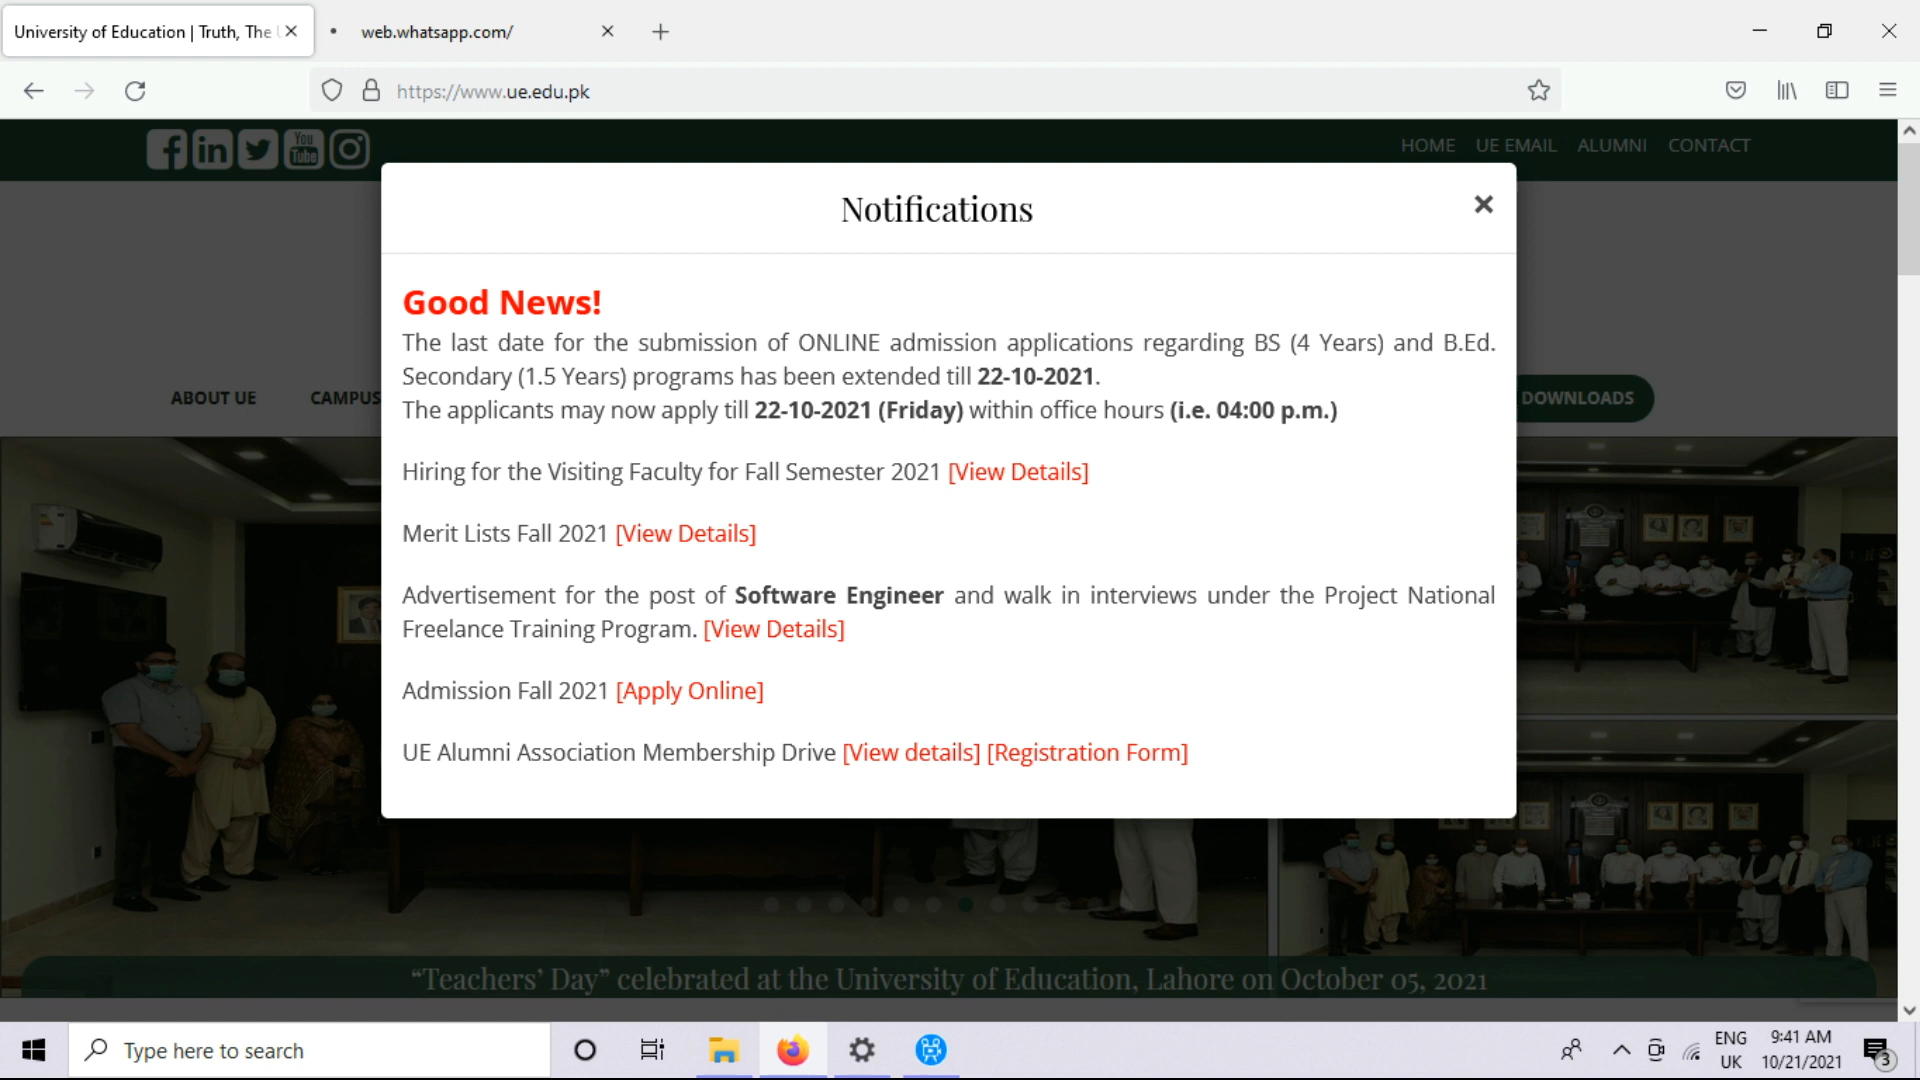 University of Education | Truth, The
web.whatsapp.com/
https://www.ue.edu.pk
You
Tube
HOME UE EMAIL ALUMNI CONTACT
Notifications
Good News!
The last date for the submission of ONLINE admission applications regarding BS (4 Years) and B.Ed.
Secondary (1.5 Years) programs has been extended till 22-10-2021.
The applicants may now apply till 22-10-2021 (Friday) within office hours (i.e. 04:00 p.m.)
ABOUT UE CAMPUS DOWNLOADS
Hiring for the Visiting Faculty for Fall Semester 2021 [View Details]
Merit Lists Fall 2021 [View Details]
Advertisement for the post of Software Engineer and walk in interviews under the Project National
Freelance Training Program. [View Details]
Admission Fall 2021 [Apply Online]
UE Alumni Association Membership Drive [View details] [Registration Form]
“Teachers’ Day” celebrated at the University of Education, Lahore on October 05, 2021
Type here to search
ENG
UK
9:41 AM
10/21/2021
3